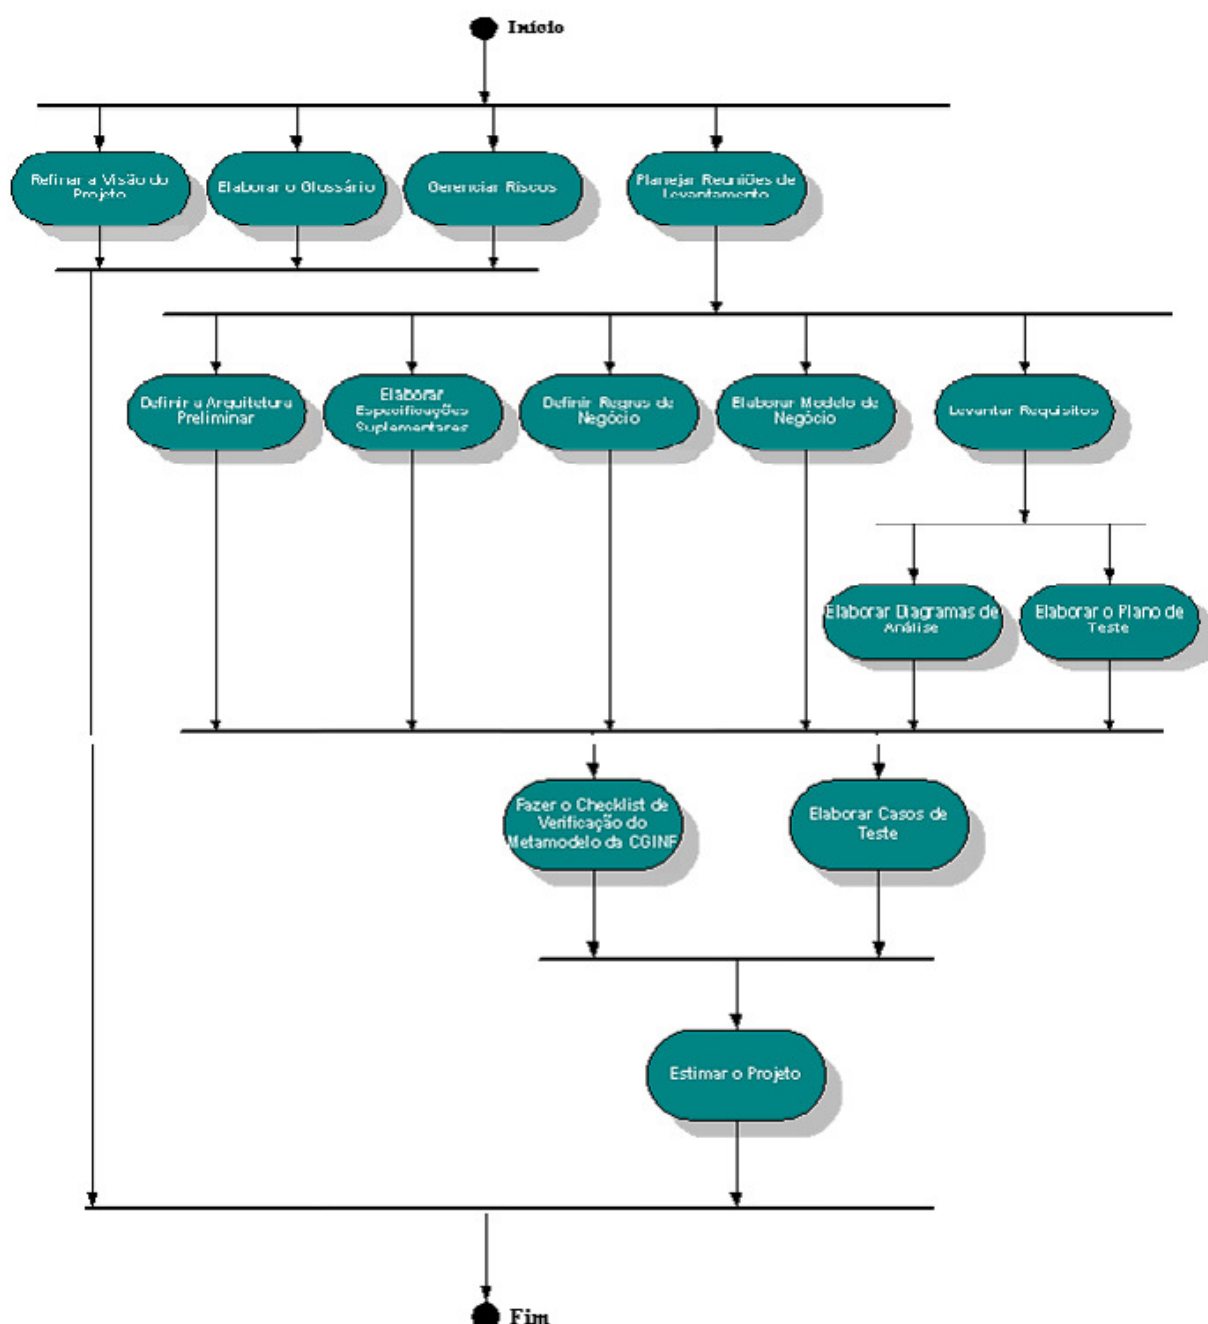 Início
Refinar a Visão do
Projeto
Elaborar o Glossário
Gerenciar Riscos
Planejar Reuniões de
Levantamento
Definir a Arquitetura
Preliminar
Elaborar
Especificações
Suplementares
Definir Regras de
Negócio
Elaborar Modelo de
Negócio
Levantar Requisitos
Elaborar Diagramas de
Análise
Elaborar o Plano de
Teste
Fazer o Checklist de
Verificação do
Metamodelo da CGINF
Elaborar Casos de
Teste
Estimar o Projeto
Fim